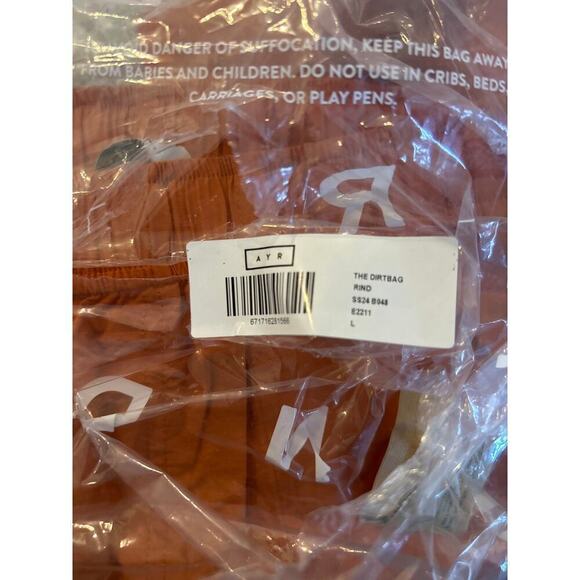 DANGER OF SUFFOCATION, KEEP THIS BAG AWAY
FROM BABIES AND CHILDREN. DO NOT USE IN CRIBS, BEDS,
CARRIAGES, OR PLAY PENS.
AYR
671716281566
THE DIRTBAG
RIND
SS24 B048
E2211
L